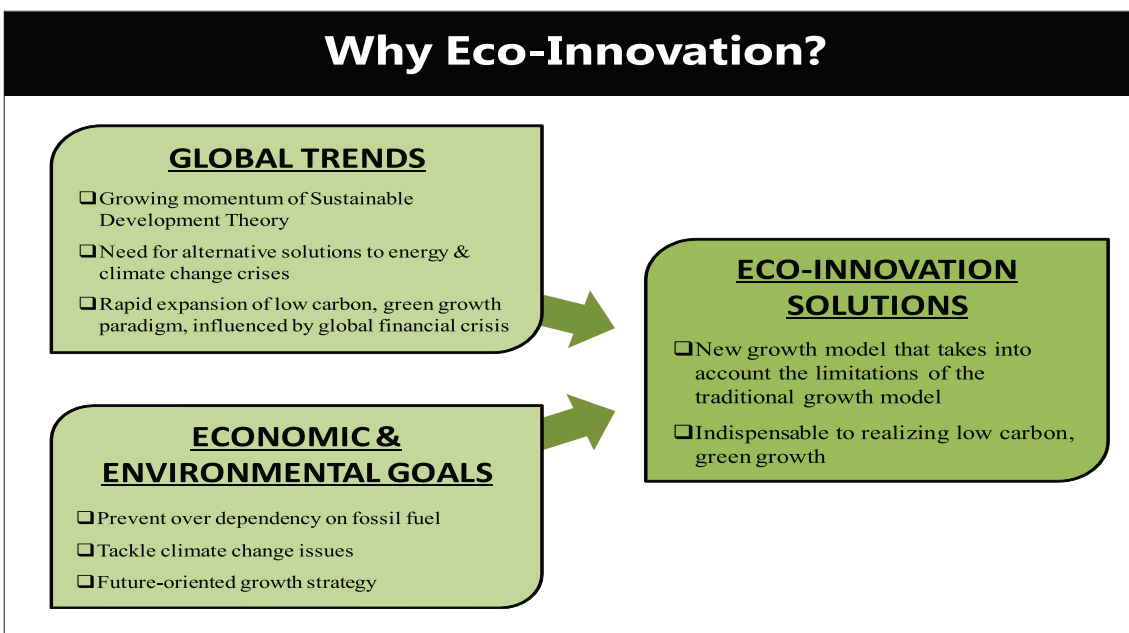 Why Eco-Innovation?
GLOBAL TRENDS
❑Growing momentum of Sustainable
Development Theory
❑Need for alternative solutions to energy &
climate change crises
❑Rapid expansion of low carbon, green growth
paradigm, influenced by global financial crisis
ECONOMIC &
ENVIRONMENTAL GOALS
❑Prevent over dependency on fossil fuel
❑Tackle climate change issues
❑Future-oriented growth strategy
ECO-INNOVATION
SOLUTIONS
❑New growth model that takes into
account the limitations of the
traditional growth model
❑Indispensable to realizing low carbon,
green growth